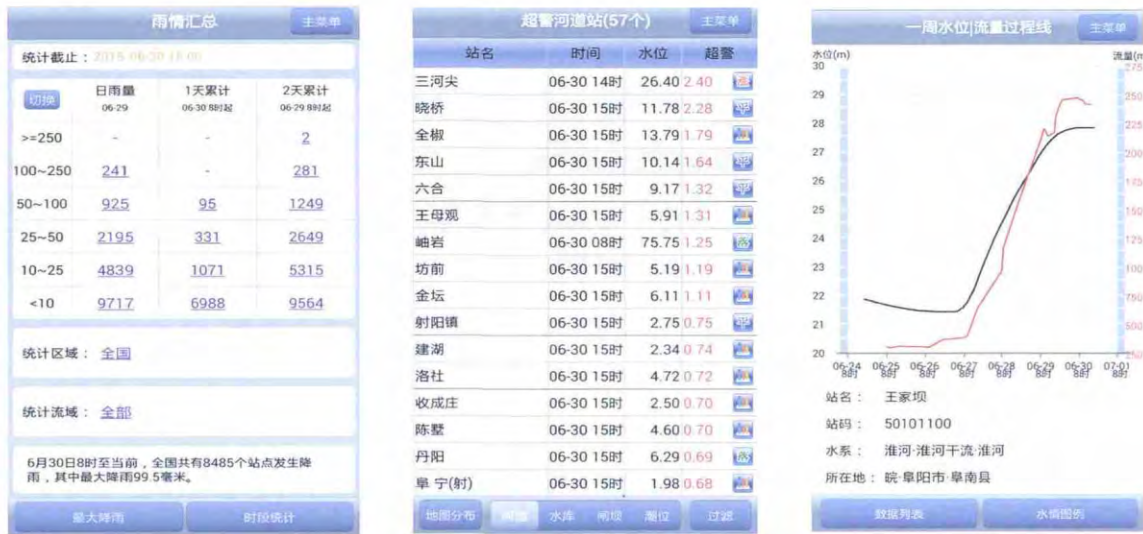 雨情汇总 主菜单
统计截止：2015-06-30 15:00
切换 日雨量 1天累计 2天累计
06-29 06-30 8时起 06-29 8时起
>=250 - - 2
100~250 241 - 281
50~100 925 95 1249
25~50 2195 331 2649
10~25 4839 1071 5315
<10 9717 6988 9564
统计区域： 全国
统计流域： 全部
6月30日8时至当前，全国共有8485个站点发生降
雨，其中最大降雨99.5毫米。
最大降雨 时段统计
超警河道站(57个) 主菜单
站名 时间 水位 超警
三河尖 06-30 14时 26.40 2.40
晓桥 06-30 15时 11.78 2.28
全椒 06-30 15时 13.79 1.79
东山 06-30 15时 10.14 1.64
六合 06-30 15时 9.17 1.32
王母观 06-30 15时 5.91 1.31
岫岩 06-30 08时 75.75 1.25
坊前 06-30 15时 5.19 1.19
金坛 06-30 15时 6.11 1.11
射阳镇 06-30 15时 2.75 0.75
建湖 06-30 15时 2.34 0.74
洛社 06-30 15时 4.72 0.72
收成庄 06-30 15时 2.50 0.70
陈墅 06-30 15时 4.60 0.70
丹阳 06-30 15时 6.29 0.69
阜宁(射) 06-30 15时 1.98 0.68
地图分布 河道 水库 闸坝 潮位 过滤
一周水位|流量过程线 主菜单
水位(m) 流量(m
30 275
29 250
28 225
27 200
26 175
25 150
24 125
23 100
22 750
21 500
20
06-24 06-25 06-26 06-27 06-28 06-29 06-30 07-01
8时 8时 8时 8时 8时 8时 8时 8时
站名： 王家坝
站码： 50101100
水系： 淮河·淮河干流·淮河
所在地： 皖·阜阳市·阜南县
数据列表 水情图例